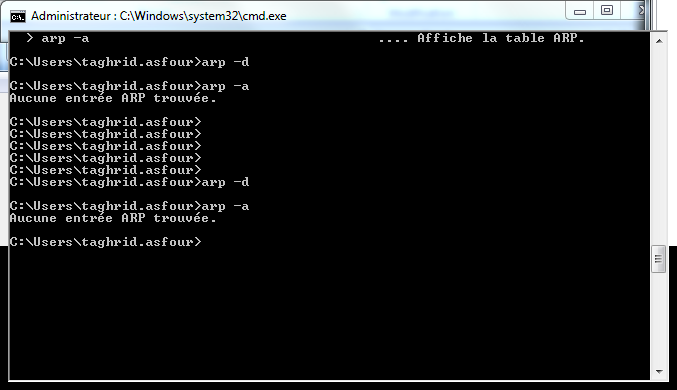 Administrateur : C:\Windows\system32\cmd.exe
> arp -a .... Affiche la table ARP.
C:\Users\taghrid.asfour>arp -d
C:\Users\taghrid.asfour>arp -a
Aucune entrée ARP trouvée.
C:\Users\taghrid.asfour>
C:\Users\taghrid.asfour>
C:\Users\taghrid.asfour>
C:\Users\taghrid.asfour>
C:\Users\taghrid.asfour>
C:\Users\taghrid.asfour>arp -d
C:\Users\taghrid.asfour>arp -a
Aucune entrée ARP trouvée.
C:\Users\taghrid.asfour>